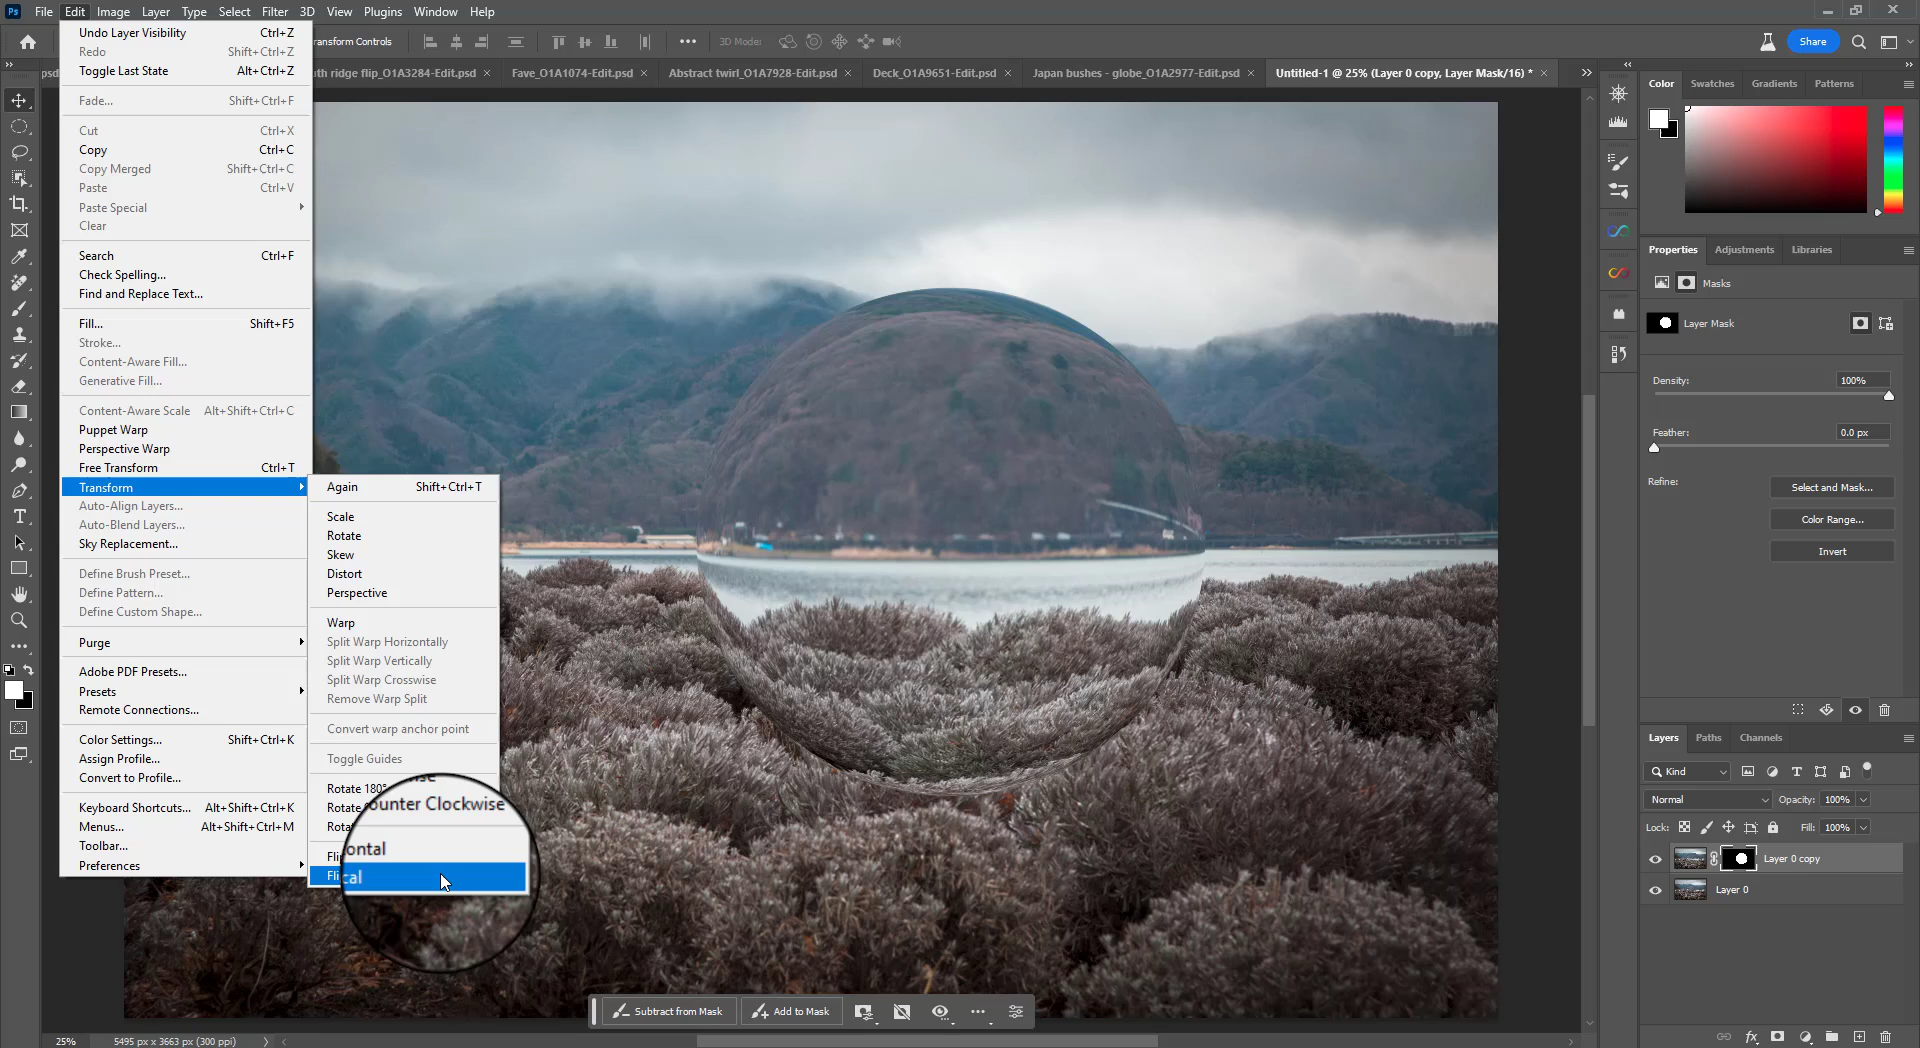 Ps File Edit Image Layer Type Select Filter 3D View Plugins Window Help
Transform Controls
3D Mode:
Share
Fave_O1A1074-Edit.psd
Abstract twirl_O1A7928-Edit.psd
Deck_O1A9651-Edit.psd
Japan bushes - globe_O1A2977-Edit.psd
Untitled-1 @ 25% (Layer 0 copy, Layer Mask/16) *
Undo Layer Visibility Ctrl+Z
Redo Shift+Ctrl+Z
Toggle Last State Alt+Ctrl+Z
Fade... Shift+Ctrl+F
Cut Ctrl+X
Copy Ctrl+C
Copy Merged Shift+Ctrl+C
Paste Ctrl+V
Paste Special
Clear
Search Ctrl+F
Check Spelling...
Find and Replace Text...
Fill... Shift+F5
Stroke...
Content-Aware Fill...
Generative Fill...
Content-Aware Scale Alt+Shift+Ctrl+C
Puppet Warp
Perspective Warp
Free Transform Ctrl+T
Transform
Auto-Align Layers...
Auto-Blend Layers...
Sky Replacement...
Define Brush Preset...
Define Pattern...
Define Custom Shape...
Purge
Adobe PDF Presets...
Presets
Remote Connections...
Color Settings... Shift+Ctrl+K
Assign Profile...
Convert to Profile...
Keyboard Shortcuts... Alt+Shift+Ctrl+K
Menus... Alt+Shift+Ctrl+M
Toolbar...
Preferences
Again Shift+Ctrl+T
Scale
Rotate
Skew
Distort
Perspective
Warp
Split Warp Horizontally
Split Warp Vertically
Split Warp Crosswise
Remove Warp Split
Convert warp anchor point
Toggle Guides
Rotate 180°
Rotate
ounter Clockwise
ontal
cal
Subtract from Mask
Add to Mask
25% 5495 px x 3663 px (300 ppi)
Color Swatches Gradients Patterns
Properties Adjustments Libraries
Masks
Layer Mask
Density: 100%
Feather: 0.0 px
Refine: Select and Mask...
Color Range...
Invert
Layers Paths Channels
Kind
Normal Opacity: 100%
Lock: Fill: 100%
Layer 0 copy
Layer 0